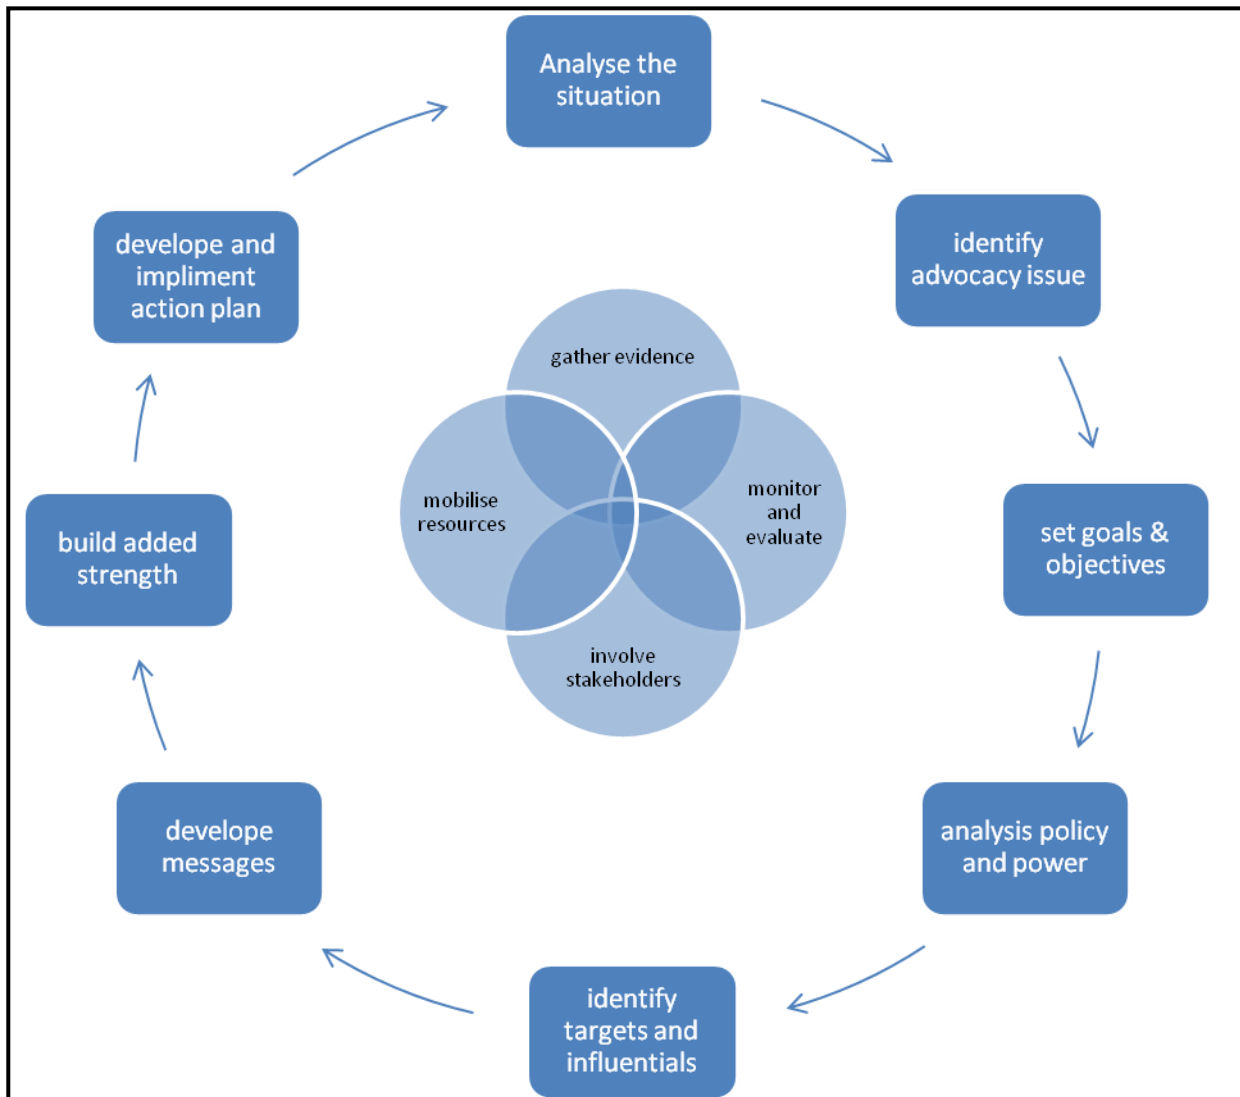 Analyse the
situation
identify
advocacy issue
set goals &
objectives
analysis policy
and power
identify
targets and
influentials
develope
messages
build added
strength
develope and
impliment
action plan
gather evidence
monitor
and
evaluate
involve
stakeholders
mobilise
resources